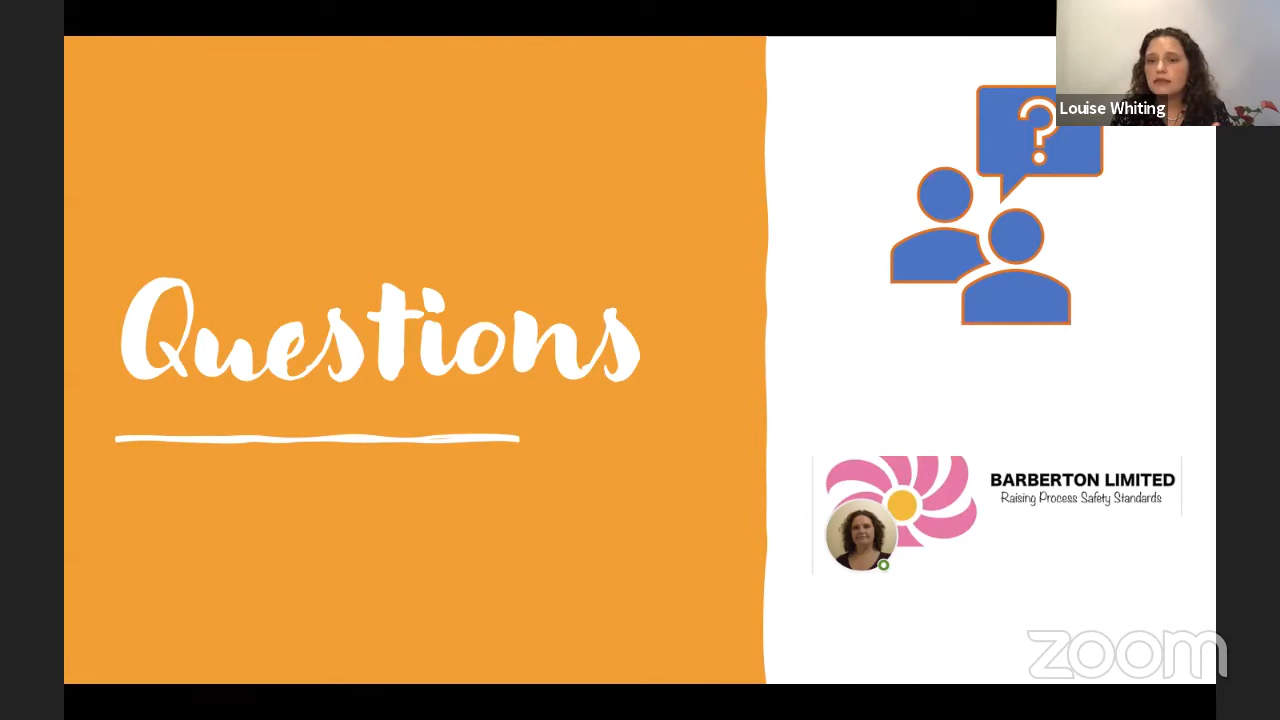 Louise Whiting
?
Questions
BARBERTON LIMITED
Raising Process Safety Standards
zoom